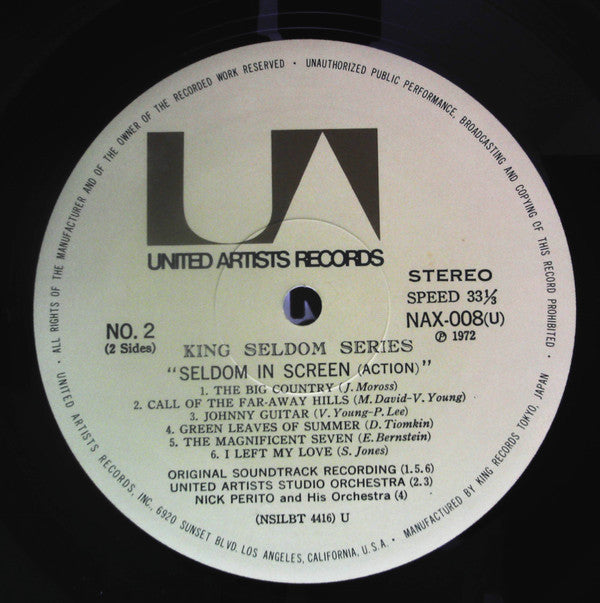 · ALL RIGHTS OF THE MANUFACTURER AND OF THE OWNER OF THE RECORDED WORK RESERVED · UNAUTHORIZED PUBLIC PERFORMANCE, BROADCASTING AND COPYING OF THIS RECORD PROHIBITED ·
UA
UNITED ARTISTS RECORDS
STEREO
SPEED 33⅓
NAX-008(U)
Ⓟ 1972
NO. 2
(2 Sides)
KING SELDOM SERIES
"SELDOM IN SCREEN (ACTION)"
1. THE BIG COUNTRY (J. Moross)
2. CALL OF THE FAR-AWAY HILLS (M. David-V. Young)
3. JOHNNY GUITAR (V. Young-P. Lee)
4. GREEN LEAVES OF SUMMER (D. Tiomkin)
5. THE MAGNIFICENT SEVEN (E. Bernstein)
6. I LEFT MY LOVE (S. Jones)
ORIGINAL SOUNDTRACK RECORDING (1.5.6)
UNITED ARTISTS STUDIO ORCHESTRA (2.3)
NICK PERITO and His Orchestra (4)
(NSILBT 4416) U
UNITED ARTISTS RECORDS, INC., 6920 SUNSET BLVD. LOS ANGELES, CALIFORNIA, U.S.A. · MANUFACTURED BY KING RECORDS TOKYO, JAPAN